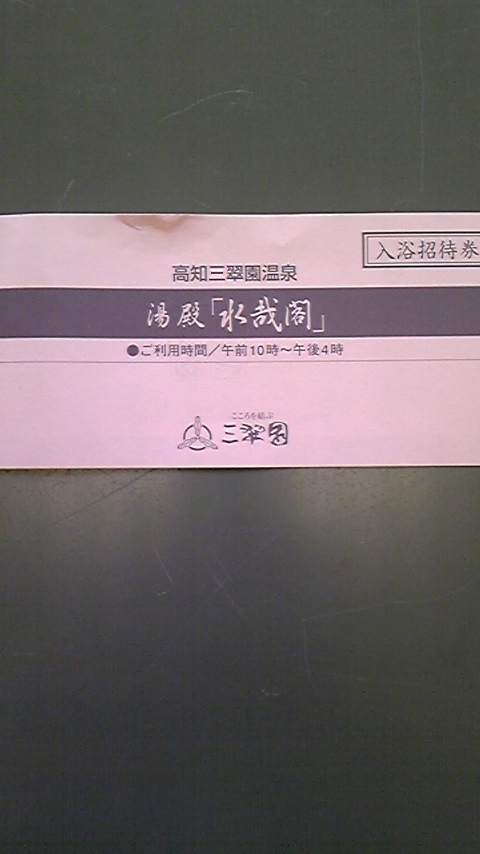 入浴招待券
高知三翠園温泉
湯殿「水哉閣」
●ご利用時間／午前10時～午後4時
こころを結ぶ
三翠園